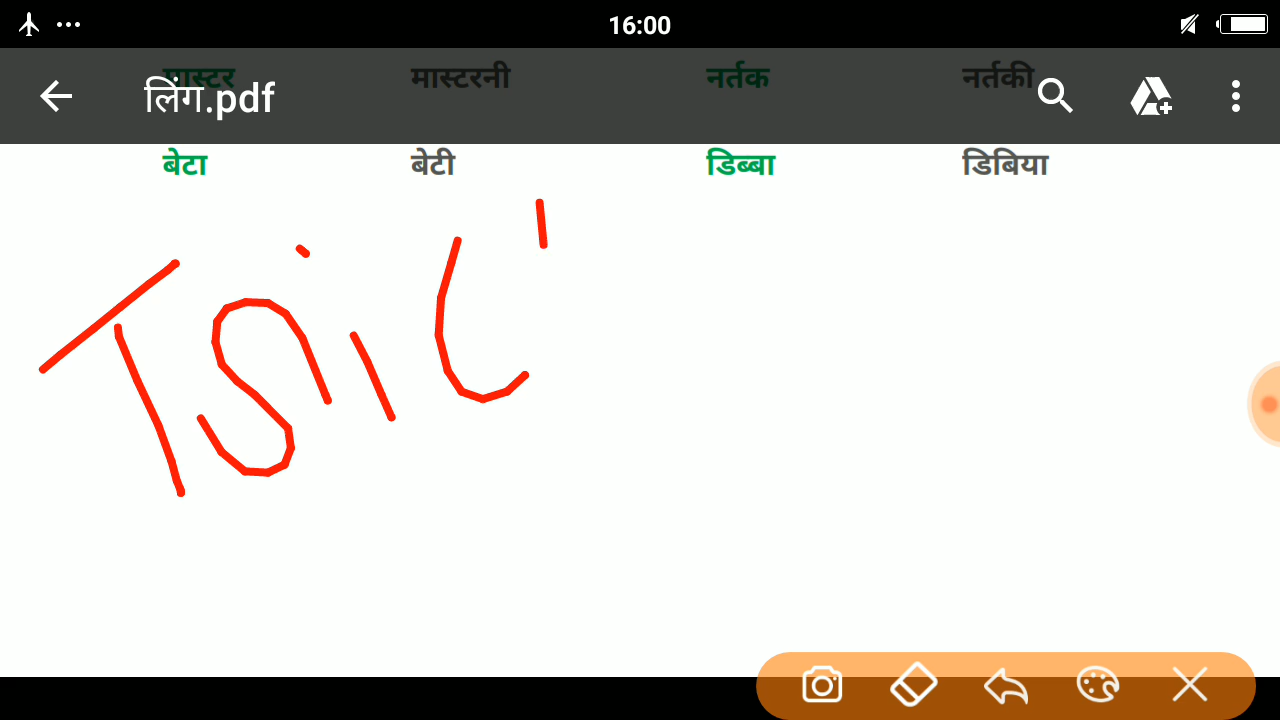 16:00
मास्टर मास्टरनी नर्तक नर्तकी
लिंग.pdf
बेटा बेटी डिब्बा डिबिया